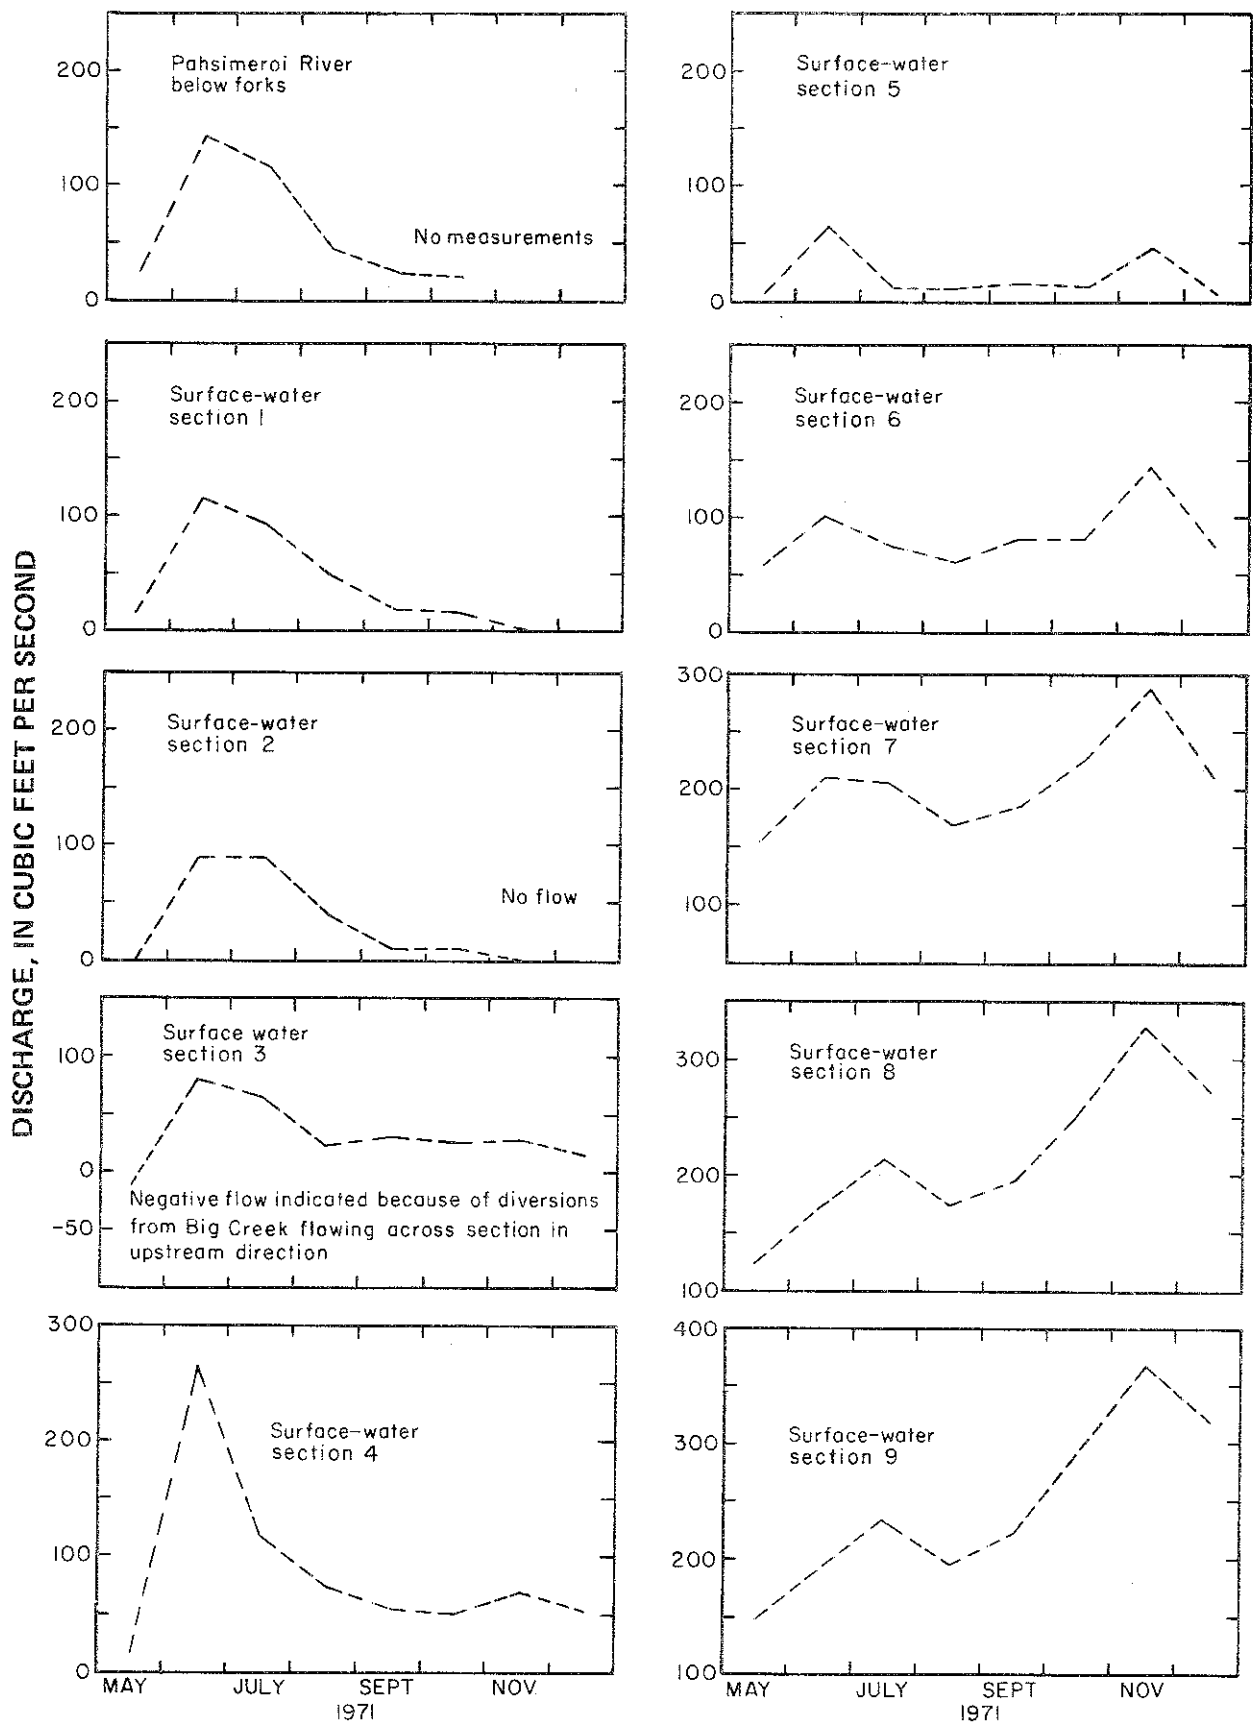 DISCHARGE, IN CUBIC FEET PER SECOND
200
100
0
Pahsimeroi River
below forks
No measurements
200
100
0
Surface-water
section 1
200
100
0
Surface-water
section 2
No flow
100
0
-50
Surface water
section 3
Negative flow indicated because of diversions
from Big Creek flowing across section in
upstream direction
300
200
100
0
Surface-water
section 4
MAY JULY SEPT NOV.
1971
200
100
0
Surface-water
section 5
200
100
0
Surface-water
section 6
300
200
100
Surface-water
section 7
300
200
100
Surface-water
section 8
400
300
200
100
Surface-water
section 9
MAY JULY SEPT NOV
1971